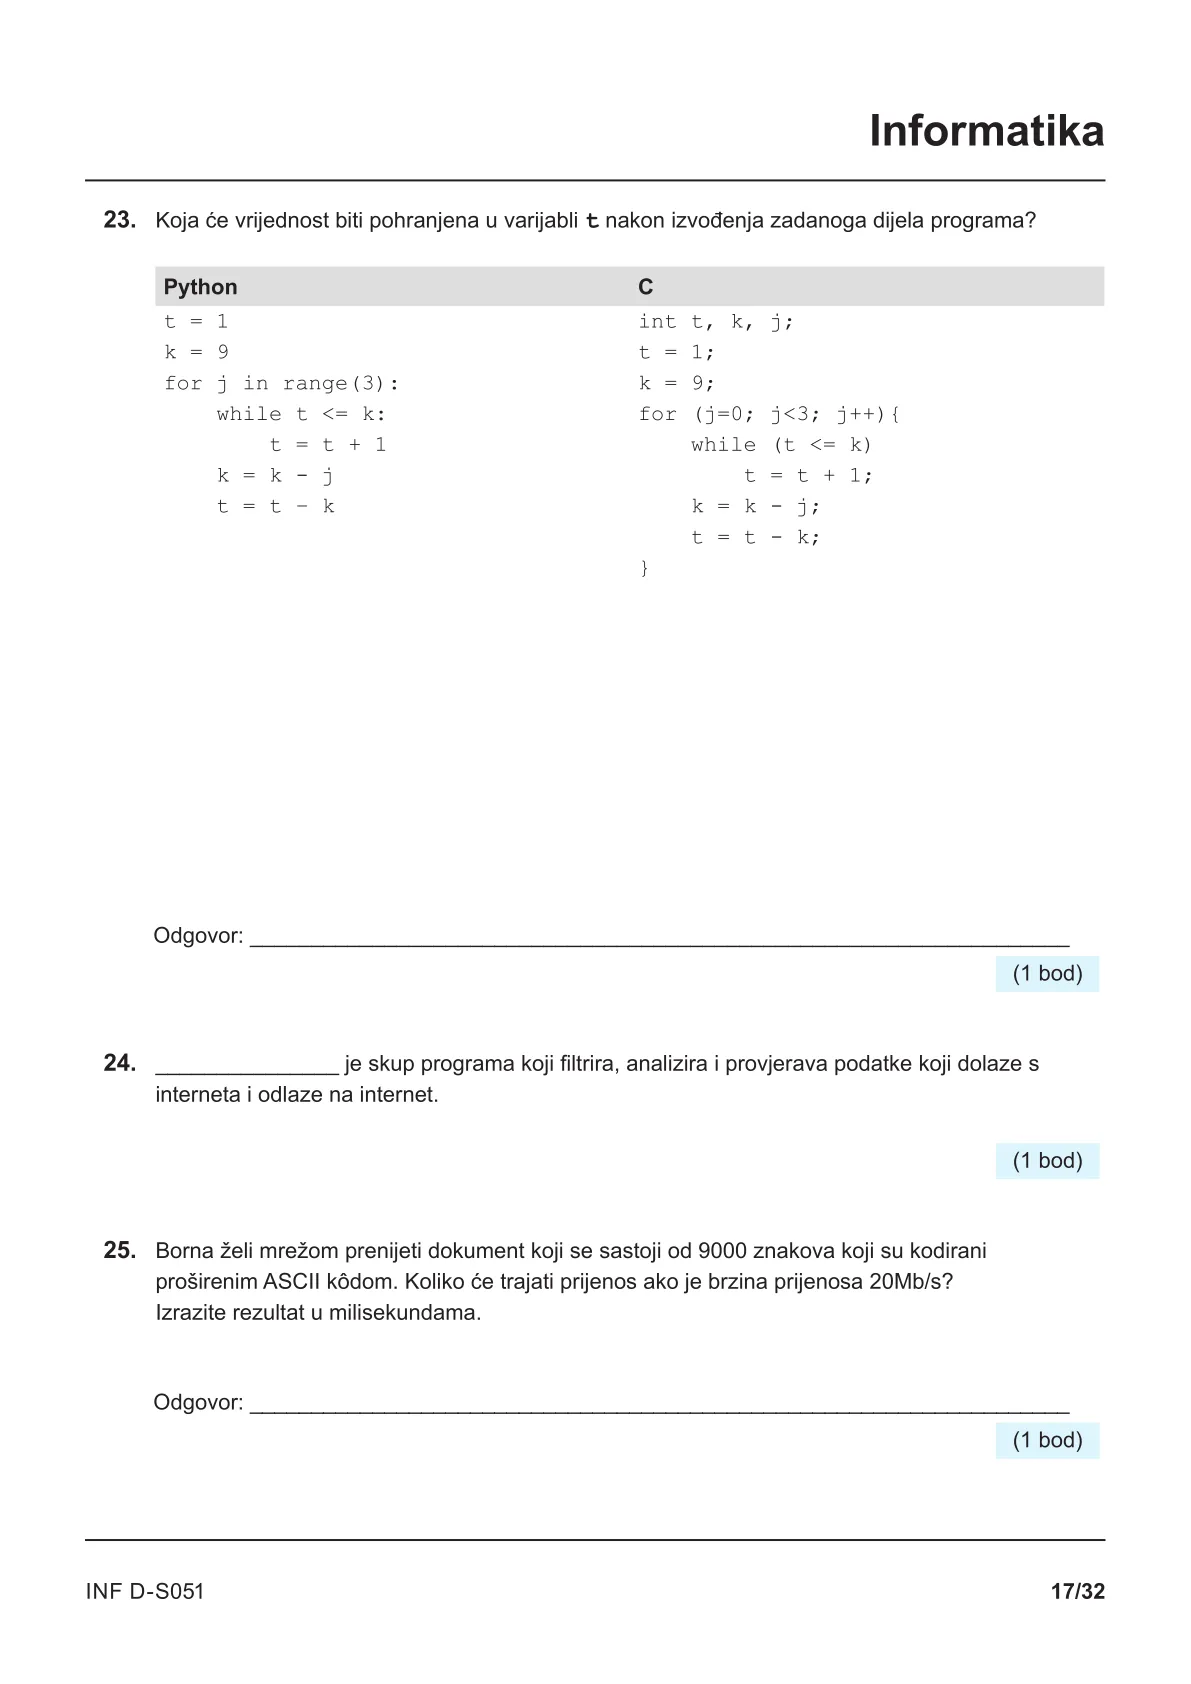 Informatika
23. Koja će vrijednost biti pohranjena u varijabli t nakon izvođenja zadanoga dijela programa?
Python C
t = 1
k = 9
for j in range(3):
    while t <= k:
        t = t + 1
    k = k - j
    t = t – k
int t, k, j;
t = 1;
k = 9;
for (j=0; j<3; j++){
    while (t <= k)
        t = t + 1;
    k = k - j;
    t = t - k;
}
Odgovor: ___________________________________________________________________
(1 bod)
24. _______________ je skup programa koji filtrira, analizira i provjerava podatke koji dolaze s
interneta i odlaze na internet.
(1 bod)
25. Borna želi mrežom prenijeti dokument koji se sastoji od 9000 znakova koji su kodirani
proširenim ASCII kôdom. Koliko će trajati prijenos ako je brzina prijenosa 20Mb/s?
Izrazite rezultat u milisekundama.
Odgovor: ___________________________________________________________________
(1 bod)
INF D-S051 17/32